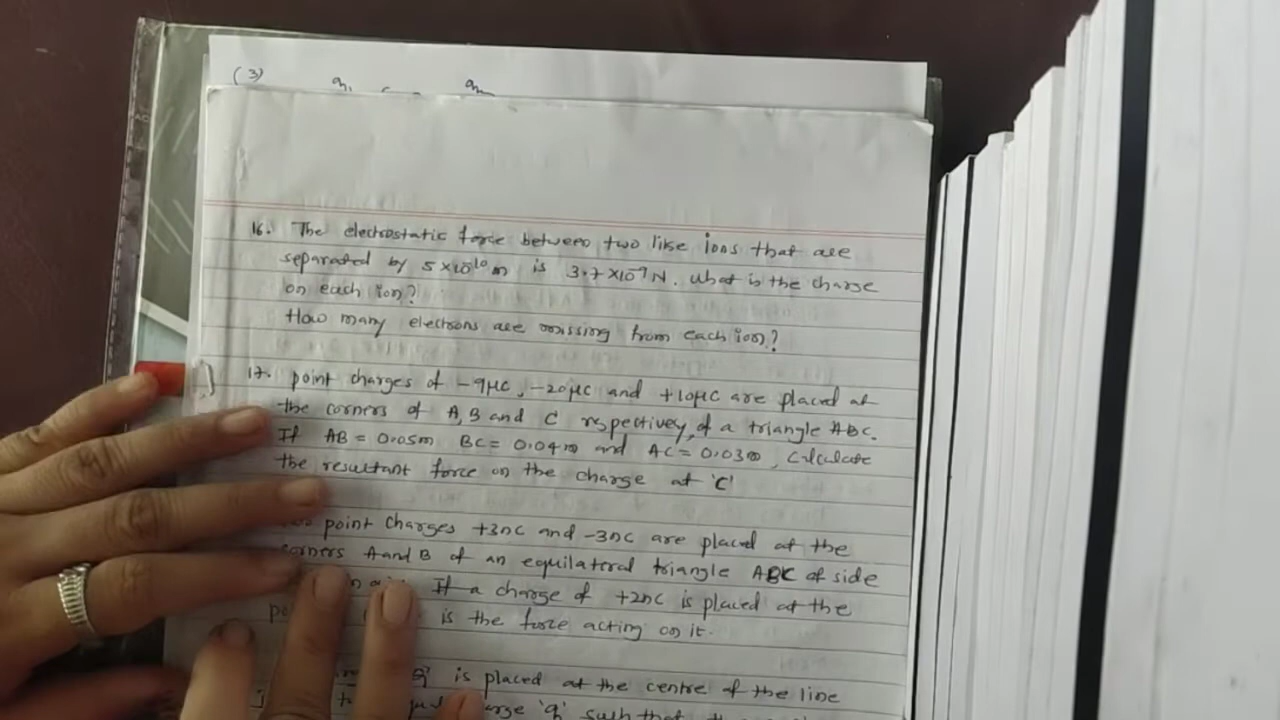 (3)
16. The electrostatic force between two like ions that are
separated by 5×10⁻¹⁰m is 3.7×10⁻⁹N. what is the charge
on each ion?
How many electrons are missing from each ion?
17. point charges of -9μc, -20μc and +10μc are placed at
the corners of A, B and C rspectivey, of a triangle ABC.
If AB = 0.05m BC = 0.04m and AC = 0.03m, Calculate
the resultant force on the charge at 'C'
point charges +3nc and -3nc are placed at the
corners A and B of an equilateral triangle ABC of side
If a charge of +2nc is placed at the
is the force acting on it.
is placed at the centre of the line
'q' such that